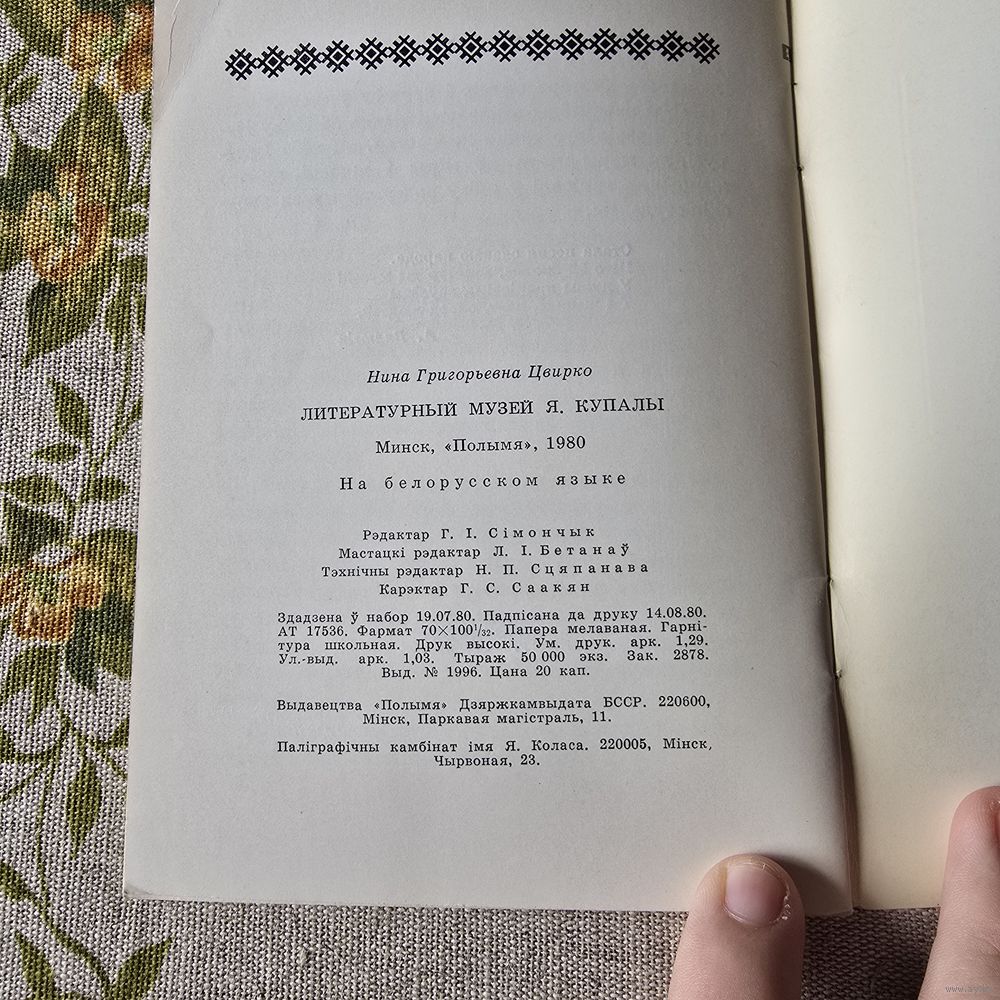 Нина Григорьевна Цвирко
ЛИТЕРАТУРНЫЙ МУЗЕЙ Я. КУПАЛЫ
Минск, «Полымя», 1980
На белорусском языке
Рэдактар Г. І. Сімончык
Мастацкі рэдактар Л. І. Бетанаў
Тэхнічны рэдактар Н. П. Сцяпанава
Карэктар Г. С. Саакян
Здадзена ў набор 19.07.80. Падпісана да друку 14.08.80.
АТ 17536. Фармат 70×100¹/₃₂. Папера мелаваная. Гарні-
тура школьная. Друк высокі. Ум. друк. арк. 1,29.
Ул.-выд. арк. 1,03. Тыраж 50 000 экз. Зак. 2878.
Выд. № 1996. Цана 20 кап.
Выдавецтва «Полымя» Дзяржкамвыдата БССР. 220600,
Мінск, Паркавая магістраль, 11.
Паліграфічны камбінат імя Я. Коласа. 220005, Мінск,
Чырвоная, 23.